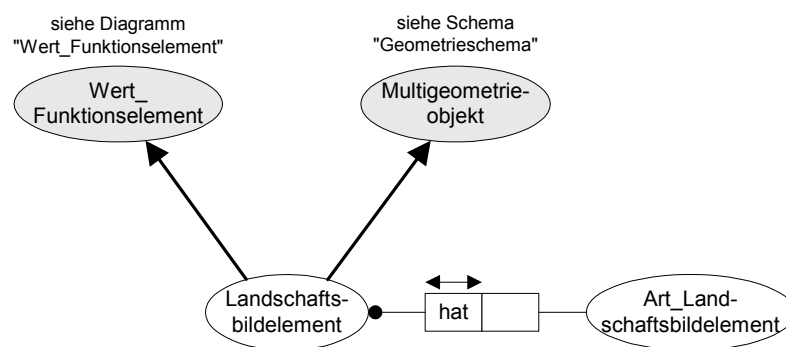 siehe Diagramm
"Wert_Funktionselement"
siehe Schema
"Geometrieschema"
Wert_
Funktionselement
Multigeometrie-
objekt
Landschafts-
bildelement
hat
Art_Land-
schaftsbildelement